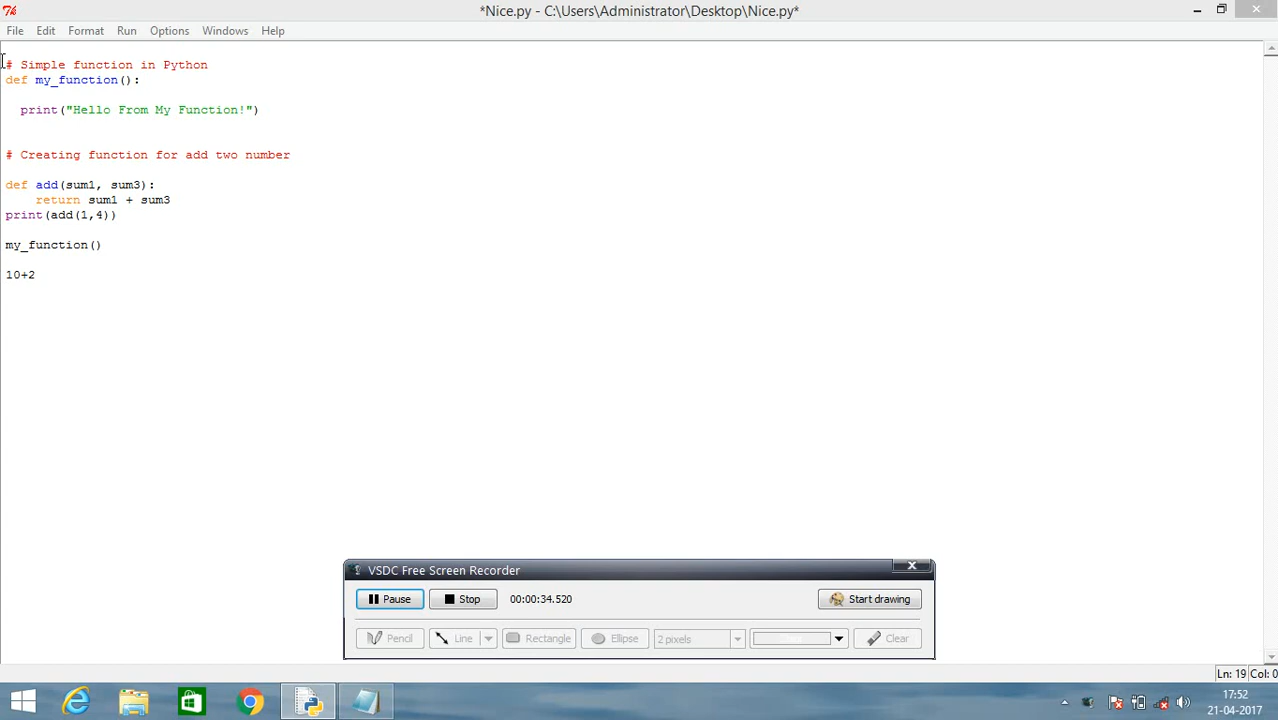 *Nice.py - C:\Users\Administrator\Desktop\Nice.py*
File Edit Format Run Options Windows Help
# Simple function in Python
def my_function():
print("Hello From My Function!")
# Creating function for add two number
def add(sum1, sum3):
return sum1 + sum3
print(add(1,4))
my_function()
10+2
VSDC Free Screen Recorder
Pause Stop 00:00:34.520 Start drawing
Pencil Line Rectangle Ellipse 2 pixels Clear
Ln: 19 Col: 0
17:52
21-04-2017